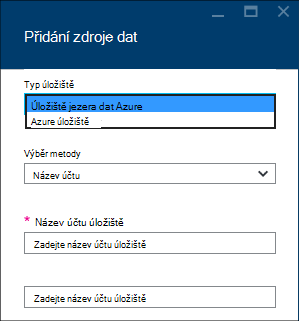 Přidání zdroje dat
Typ úložiště
Úložiště jezera dat Azure
Azure úložiště
Výběr metody
Název účtu
* Název účtu úložiště
Zadejte název účtu úložiště
Zadejte název účtu úložiště